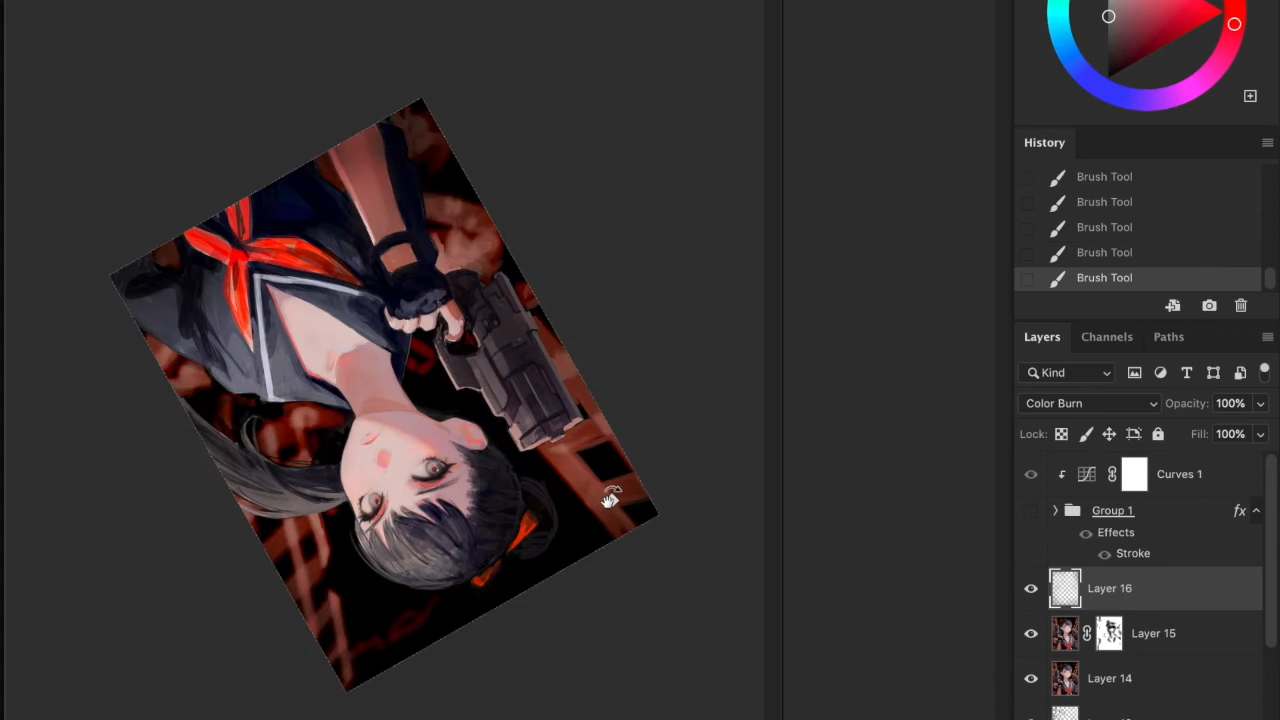 History
Brush Tool
Brush Tool
Brush Tool
Brush Tool
Brush Tool
Layers Channels Paths
Kind
Color Burn Opacity: 100%
Lock: Fill: 100%
Curves 1
Group 1 fx
Effects
Stroke
Layer 16
Layer 15
Layer 14